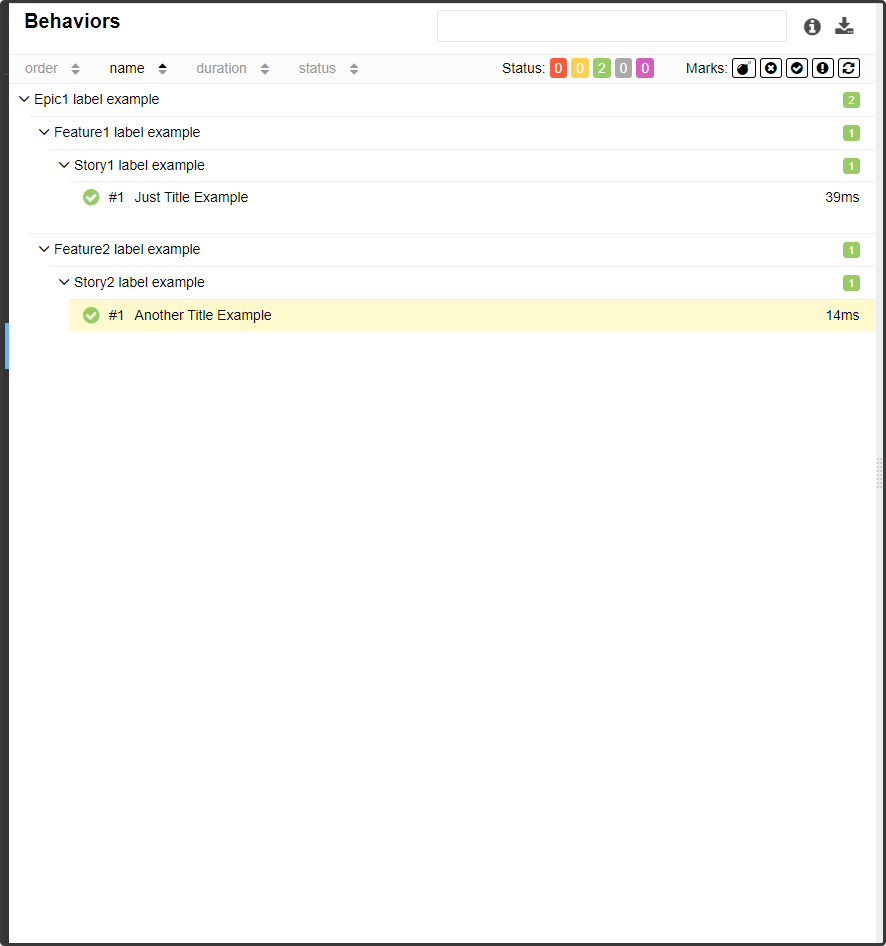 Behaviors
order name duration status Status: 0 0 2 0 0 Marks:
Epic1 label example 2
Feature1 label example 1
Story1 label example 1
#1 Just Title Example 39ms
Feature2 label example 1
Story2 label example 1
#1 Another Title Example 14ms